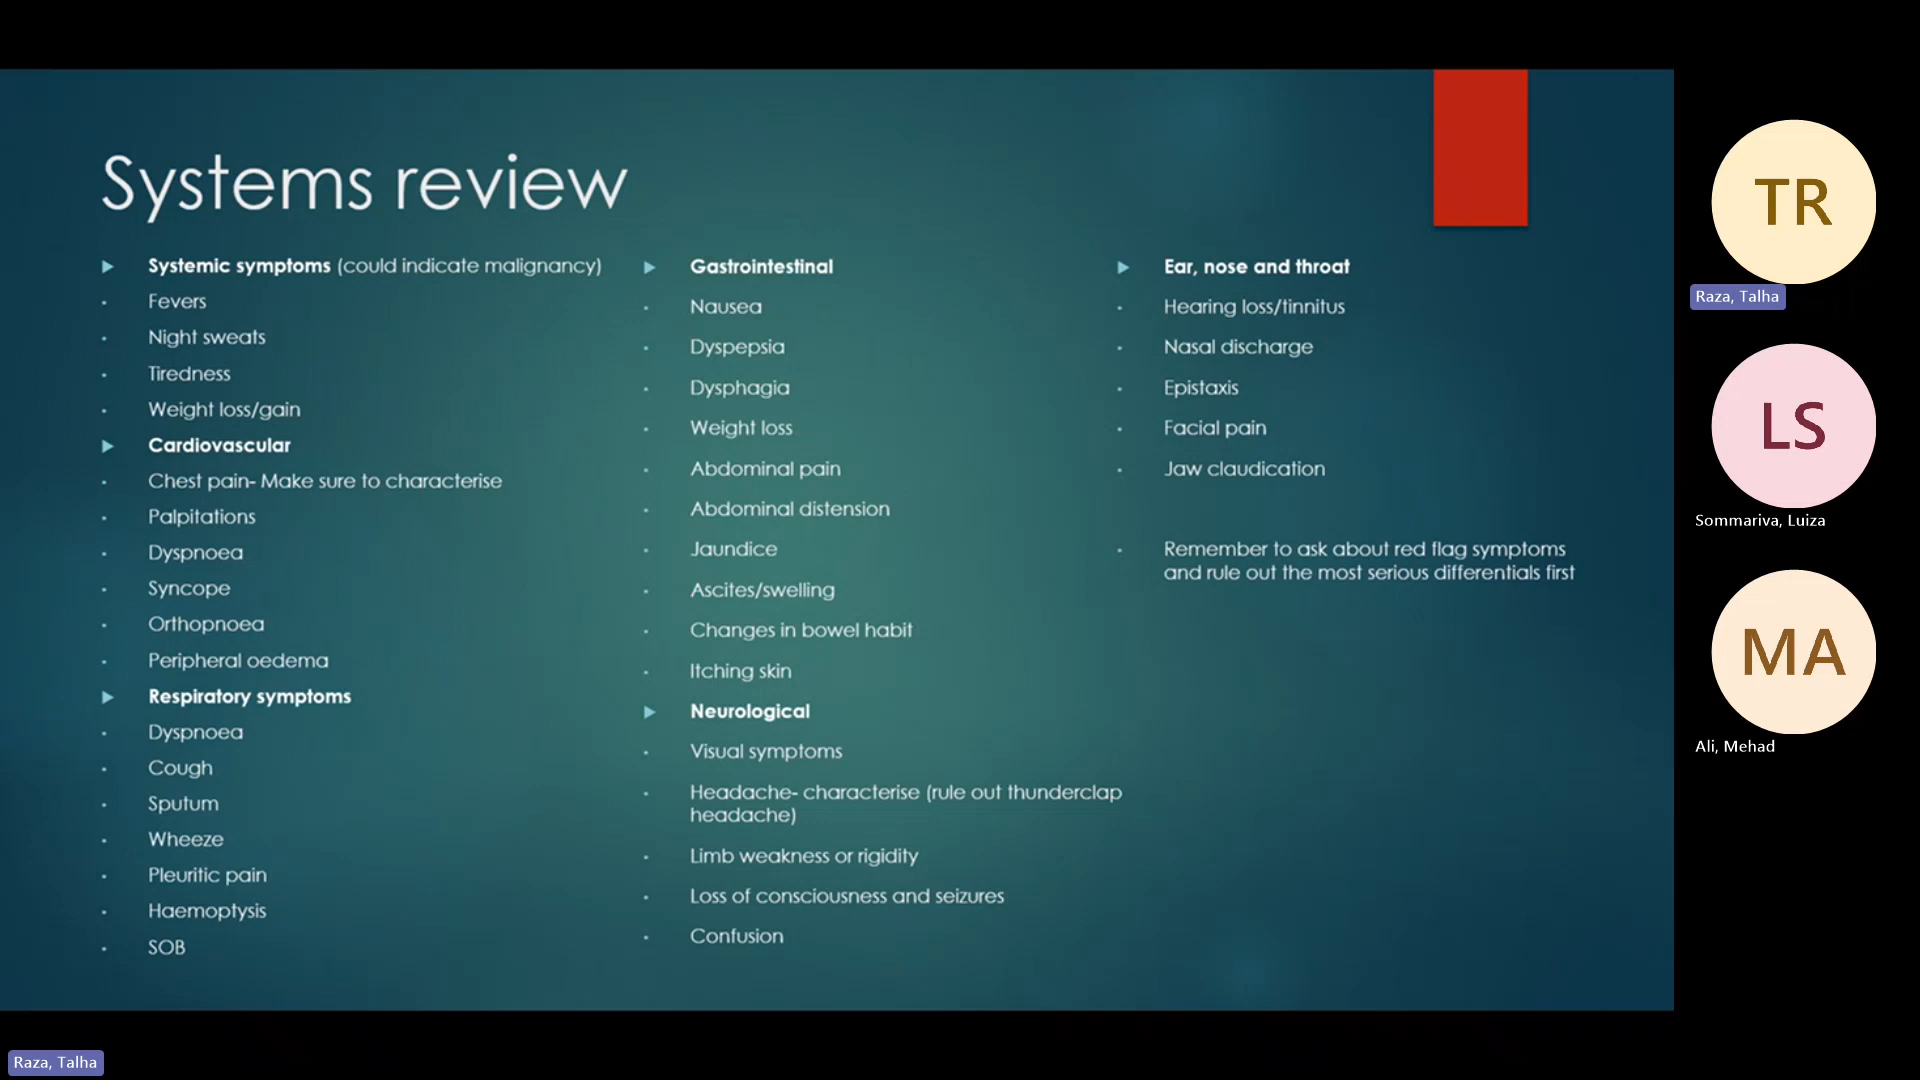 Systems review
Systemic symptoms (could indicate malignancy)
Fevers
Night sweats
Tiredness
Weight loss/gain
Cardiovascular
Chest pain- Make sure to characterise
Palpitations
Dyspnoea
Syncope
Orthopnoea
Peripheral oedema
Respiratory symptoms
Dyspnoea
Cough
Sputum
Wheeze
Pleuritic pain
Haemoptysis
SOB
Gastrointestinal
Nausea
Dyspepsia
Dysphagia
Weight loss
Abdominal pain
Abdominal distension
Jaundice
Ascites/swelling
Changes in bowel habit
Itching skin
Neurological
Visual symptoms
Headache- characterise (rule out thunderclap
headache)
Limb weakness or rigidity
Loss of consciousness and seizures
Confusion
Ear, nose and throat
Hearing loss/tinnitus
Nasal discharge
Epistaxis
Facial pain
Jaw claudication
Remember to ask about red flag symptoms
and rule out the most serious differentials first
TR
Raza, Talha
LS
Sommariva, Luiza
MA
Ali, Mehad
Raza, Talha